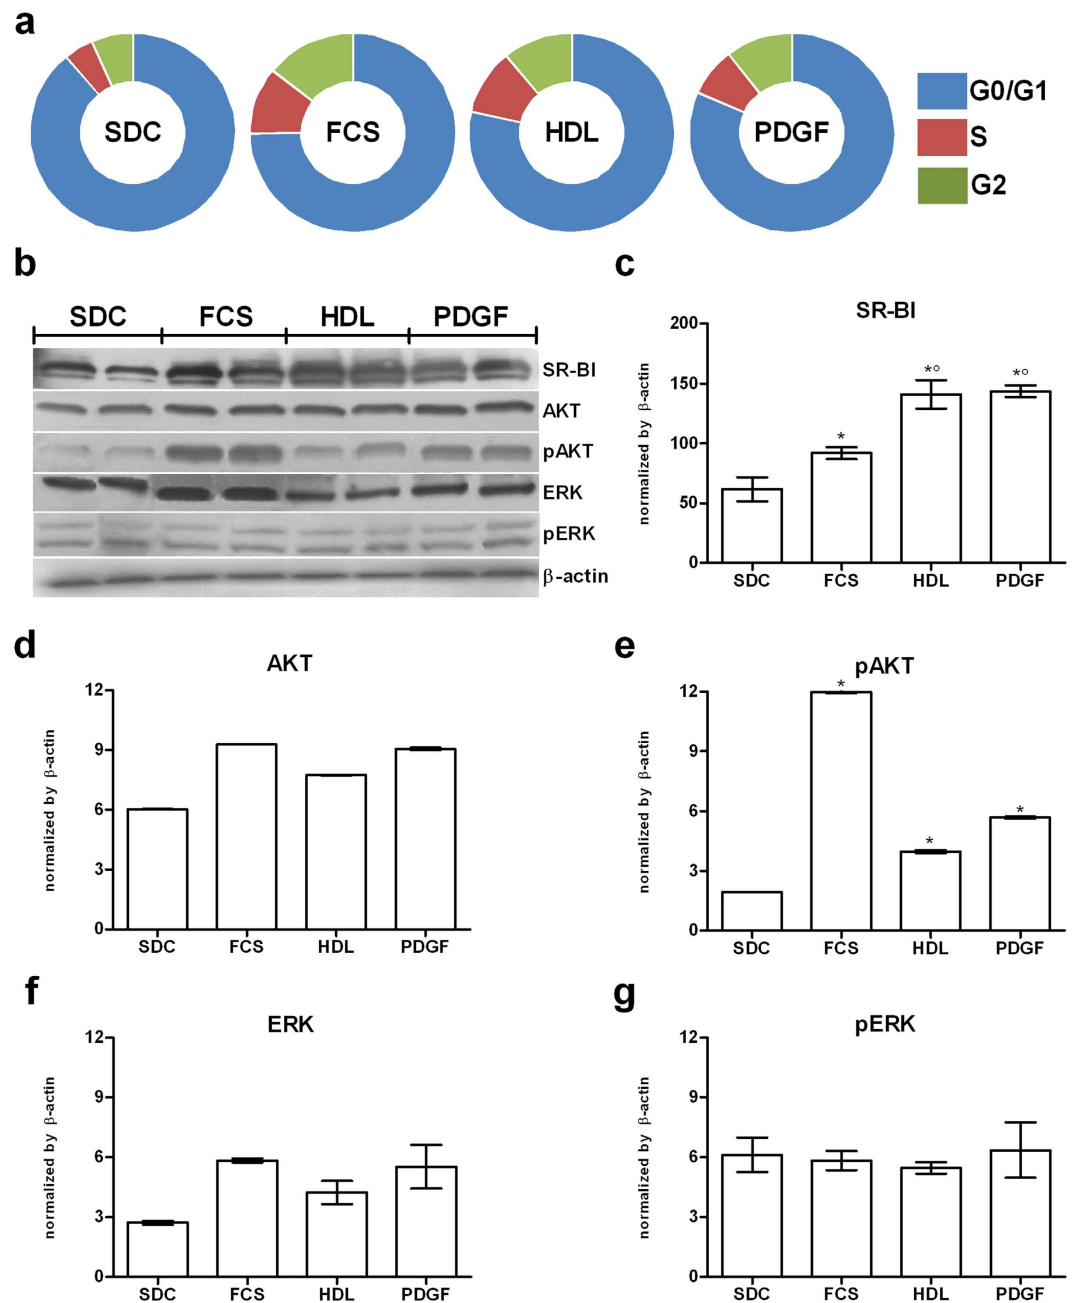 a
SDC
FCS
HDL
PDGF
G0/G1
S
G2
b
SDC FCS HDL PDGF
SR-BI
AKT
pAKT
ERK
pERK
β-actin
c
SR-BI
normalized by β-actin
200
150
100
50
0
*
*°
*°
SDC FCS HDL PDGF
d
AKT
normalized by β-actin
12
9
6
3
0
SDC FCS HDL PDGF
e
pAKT
normalized by β-actin
12
9
6
3
0
*
*
*
SDC FCS HDL PDGF
f
ERK
normalized by β-actin
12
9
6
3
0
SDC FCS HDL PDGF
g
pERK
normalized by β-actin
12
9
6
3
0
SDC FCS HDL PDGF